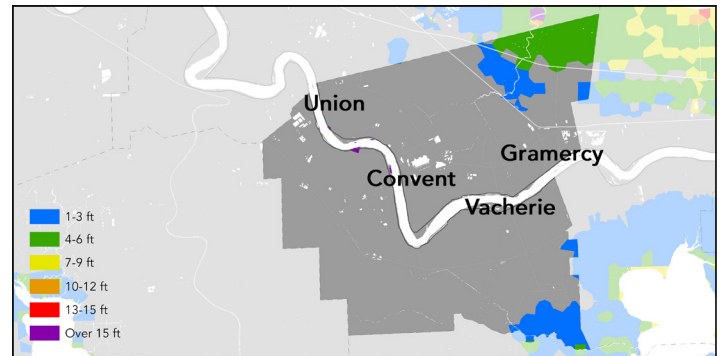 Union
Gramercy
Convent
Vacherie
1-3 ft
4-6 ft
7-9 ft
10-12 ft
13-15 ft
Over 15 ft